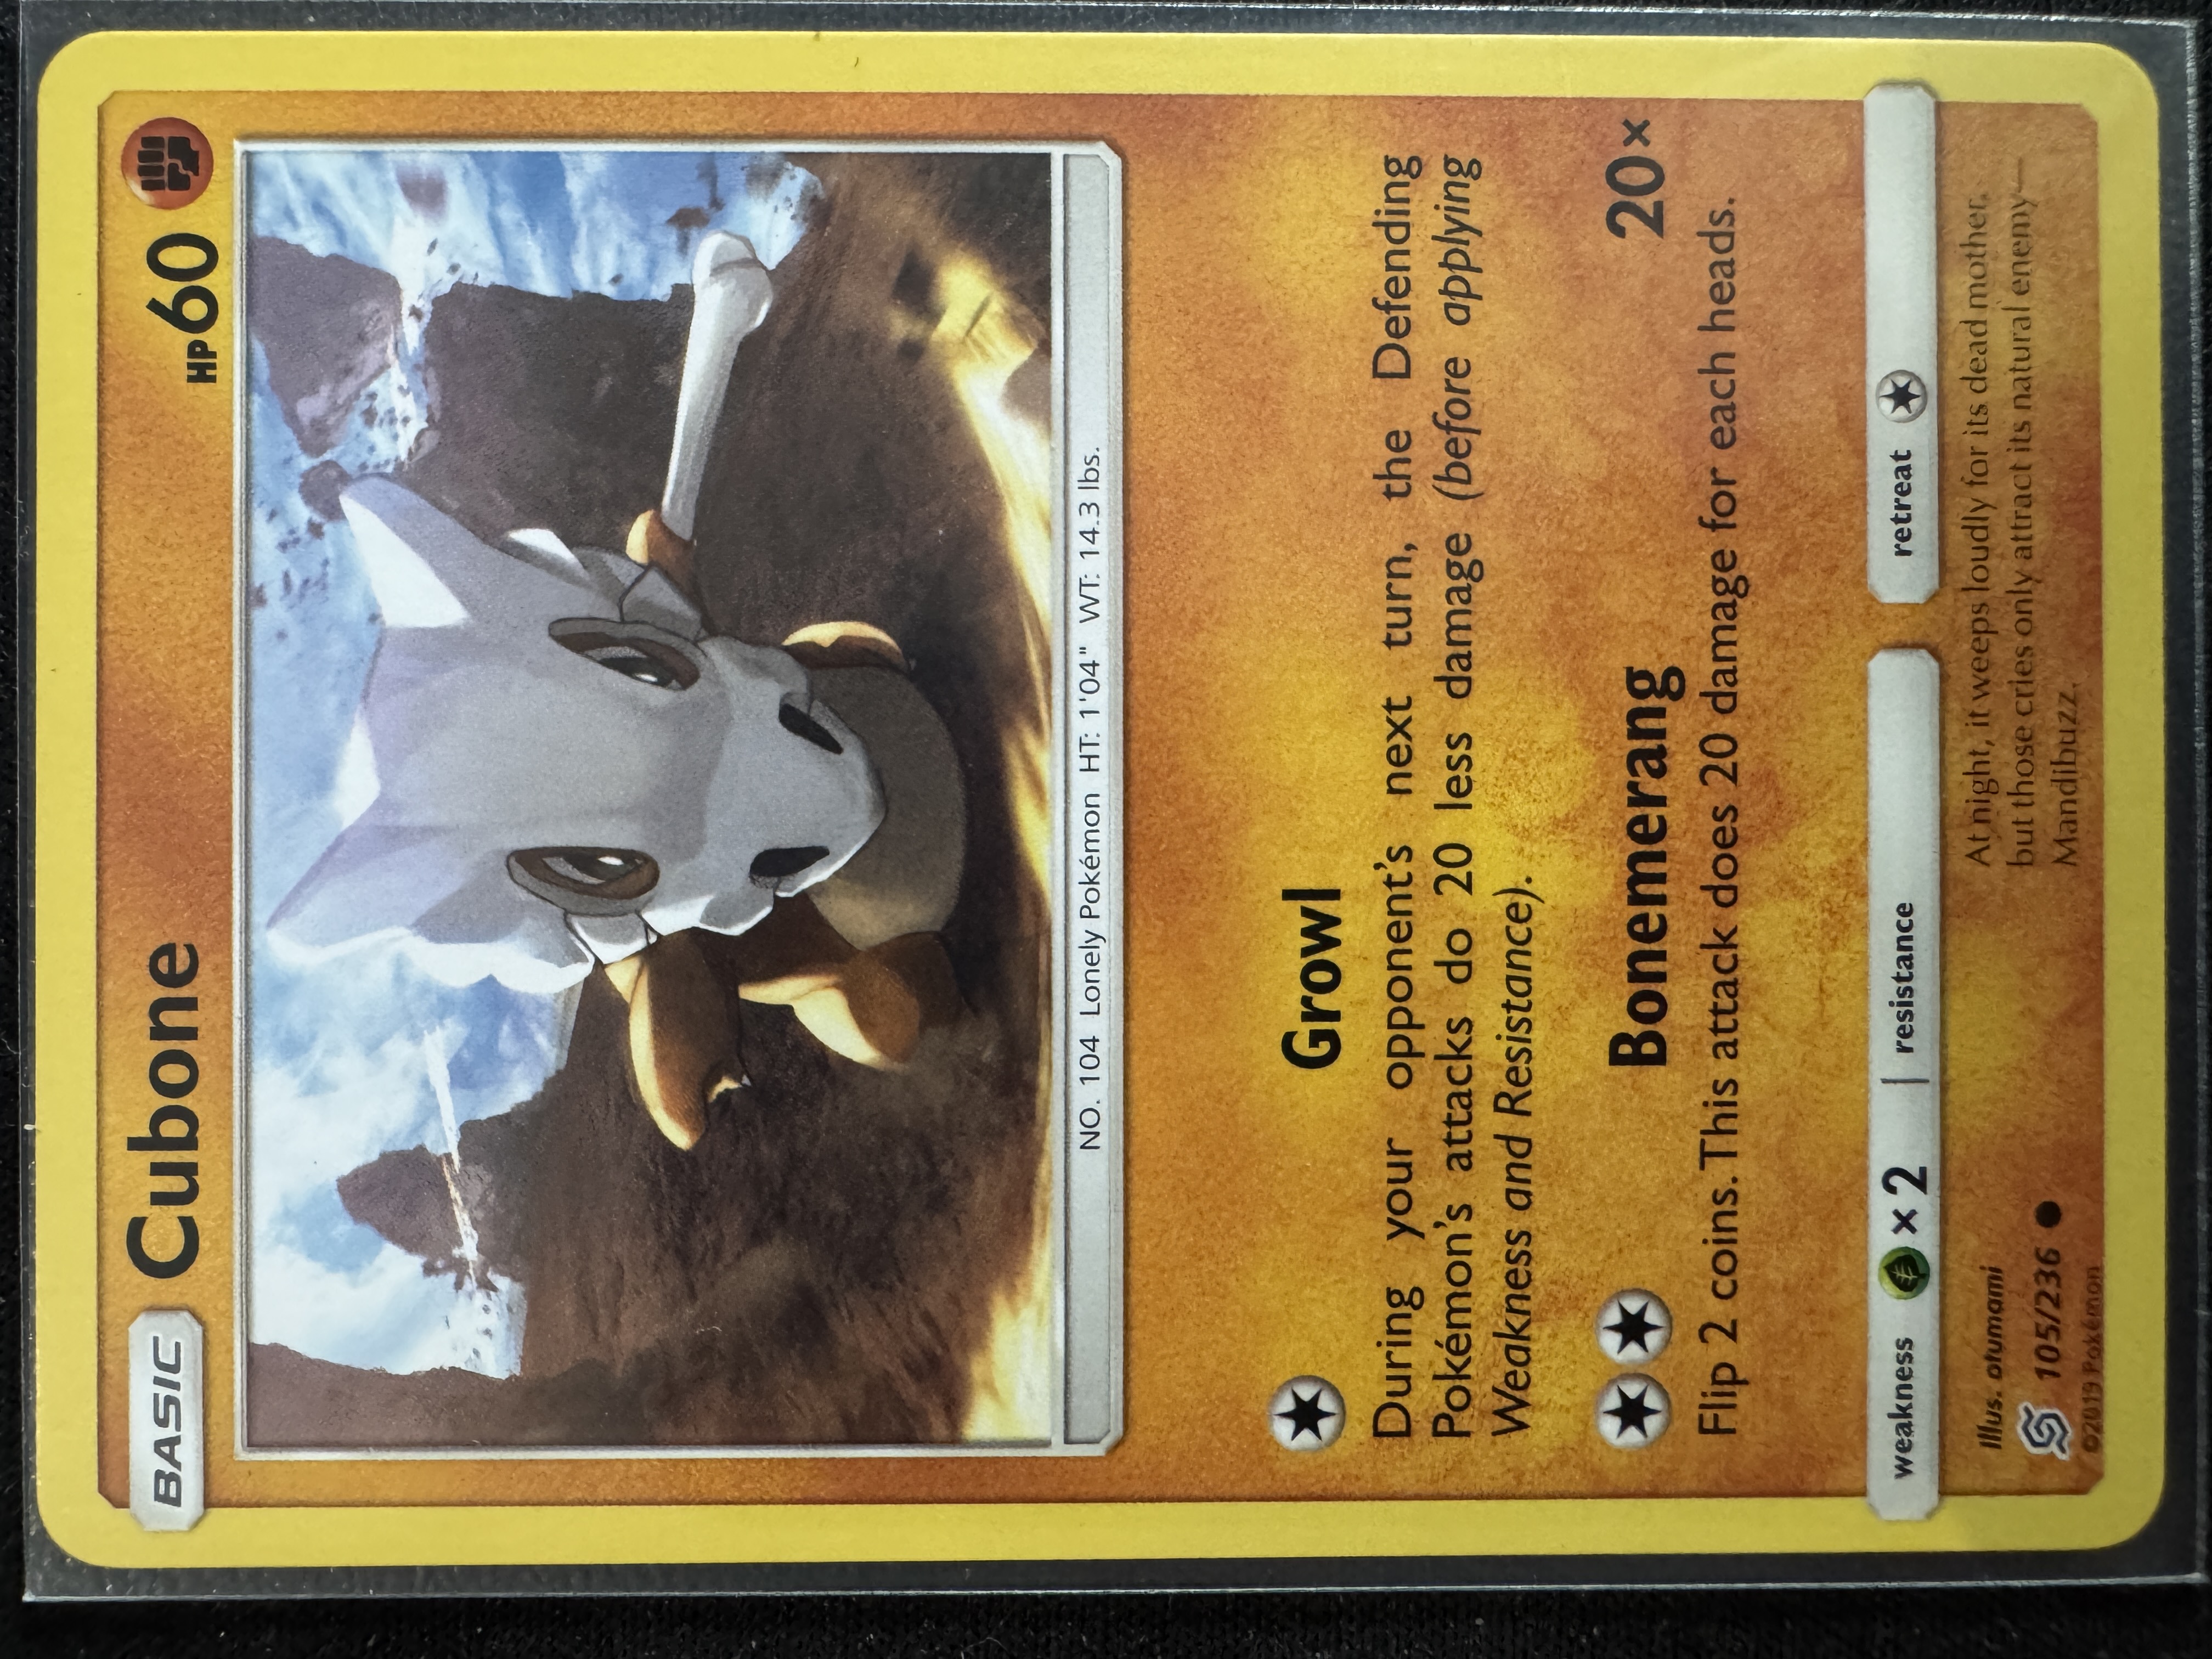 BASIC Cubone HP 60
NO. 104 Lonely Pokémon HT: 1'04" WT: 14.3 lbs.
Growl
During your opponent's next turn, the Defending
Pokémon's attacks do 20 less damage (before applying
Weakness and Resistance).
Bonemerang 20×
Flip 2 coins. This attack does 20 damage for each heads.
weakness × 2 | resistance retreat
Illus. otumami
105/236
©2019 Pokémon
At night, it weeps loudly for its dead mother,
but those cries only attract its natural enemy—
Mandibuzz.